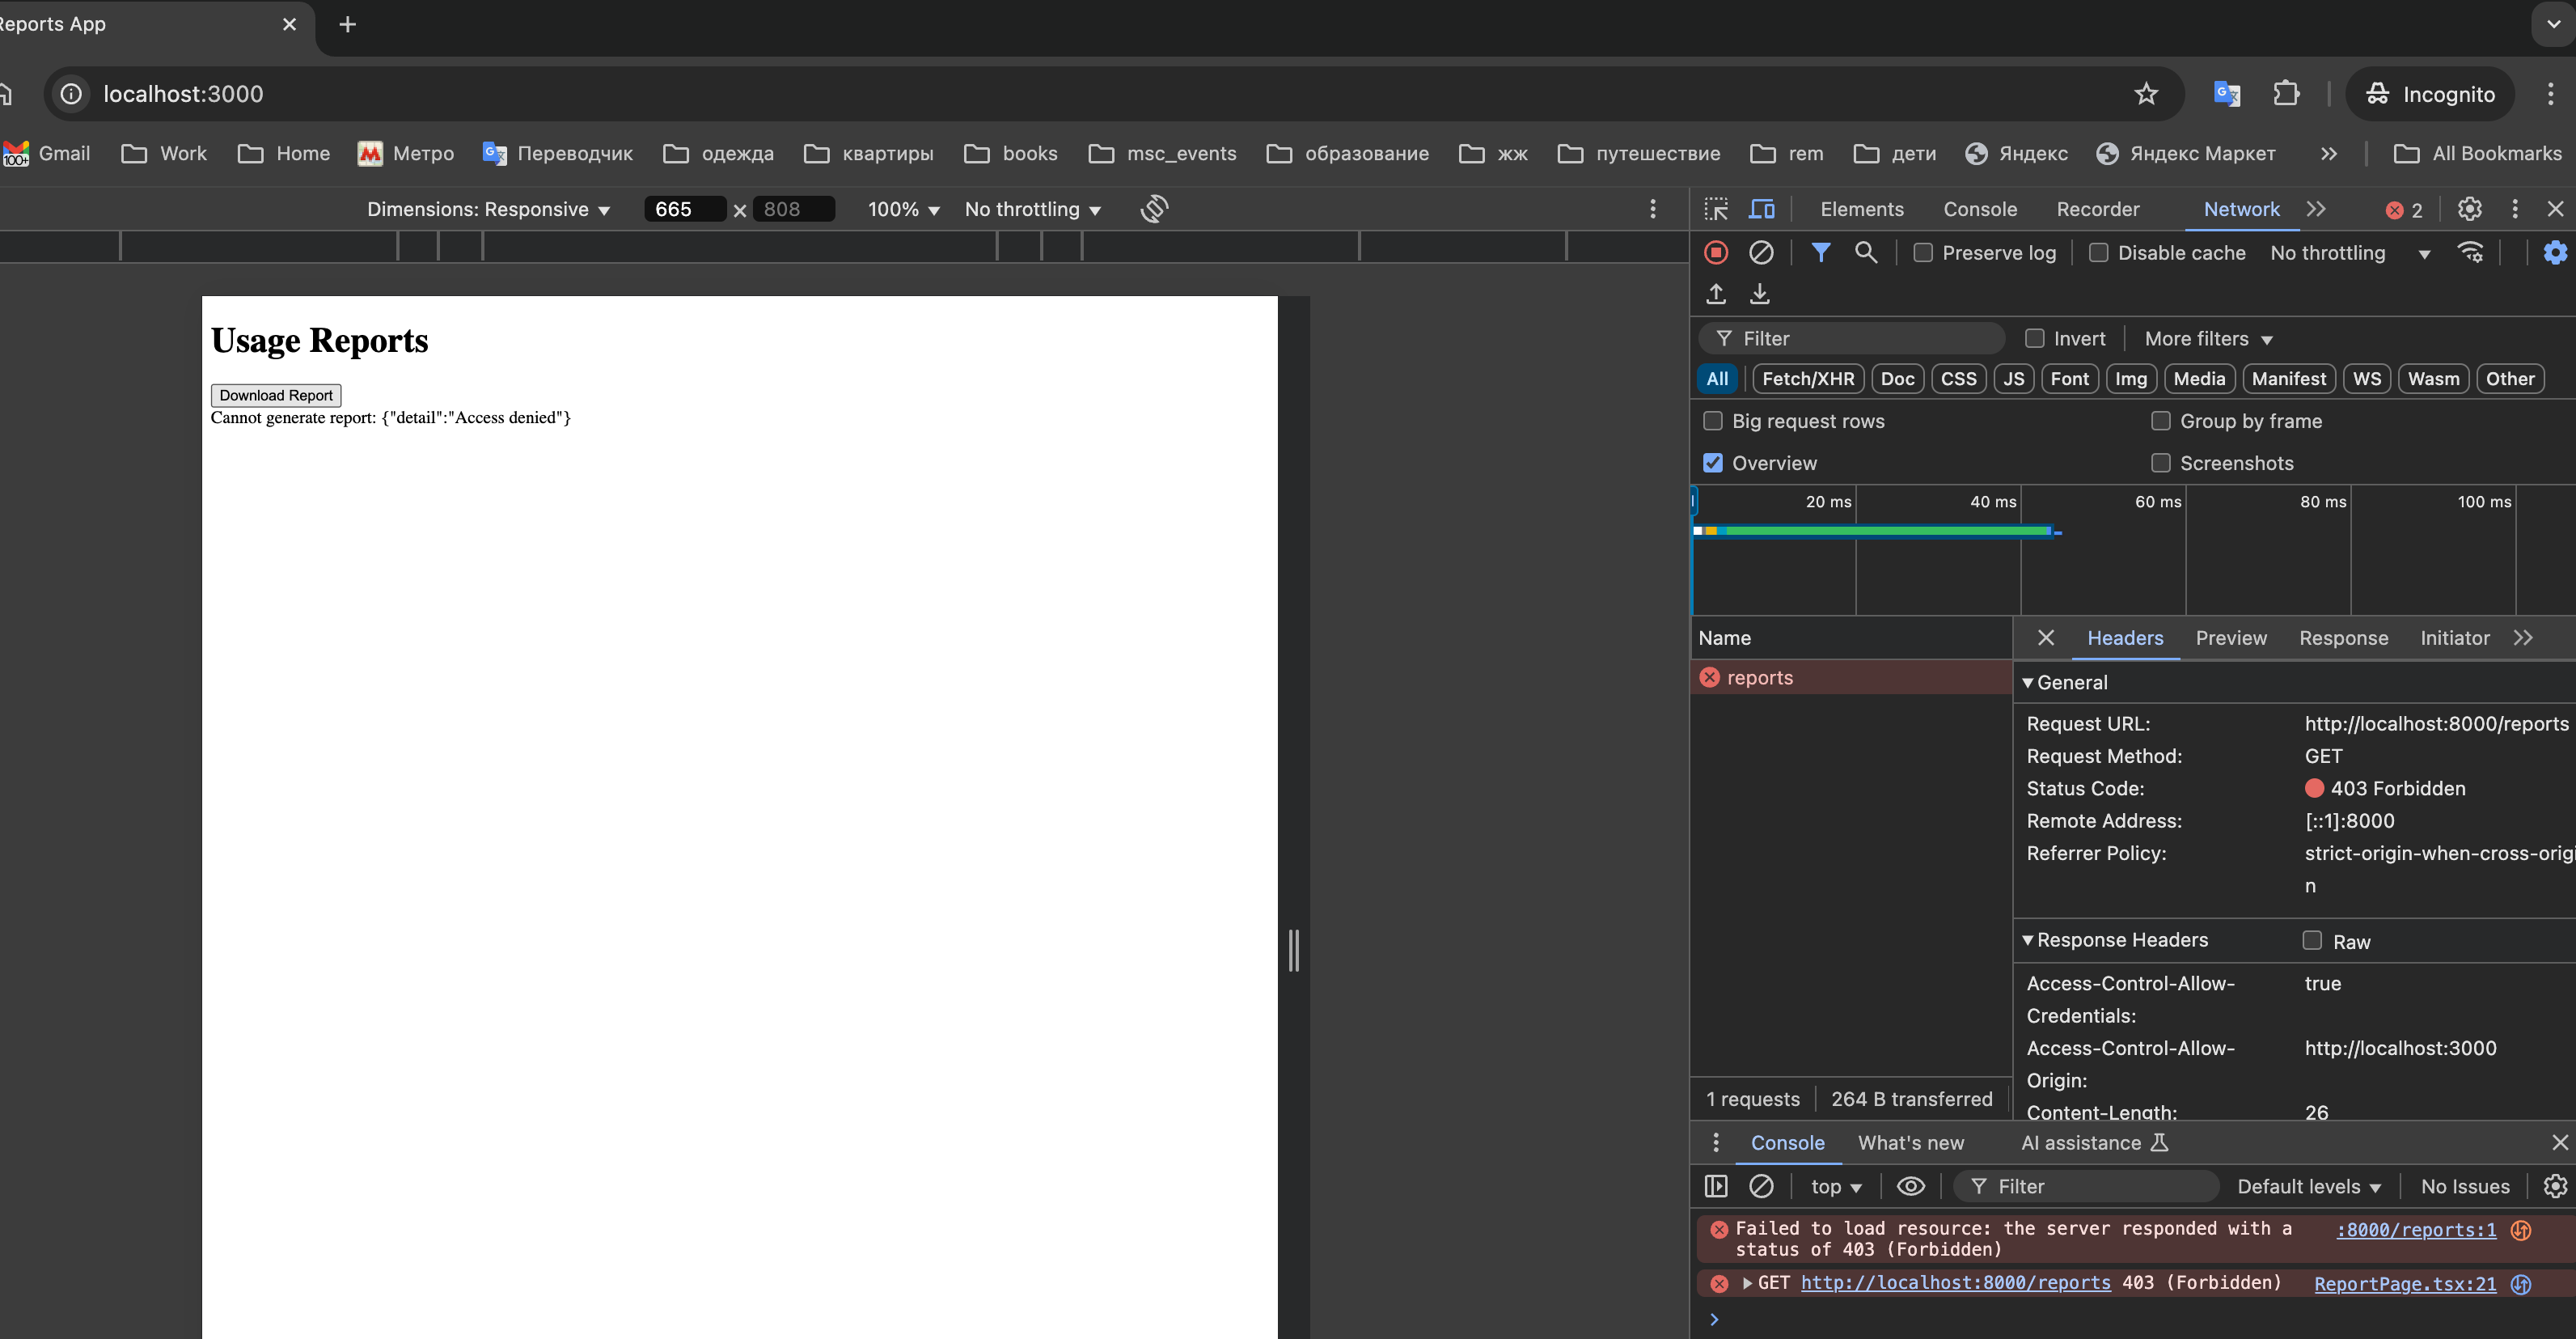 Reports App
localhost:3000
Incognito
Gmail
Work
Home
Метро
Переводчик
одежда
квартиры
books
msc_events
образование
жж
путешествие
rem
дети
Яндекс
Яндекс Маркет
All Bookmarks
Dimensions: Responsive
665
808
100%
No throttling
Elements
Console
Recorder
Network
2
Preserve log
Disable cache
No throttling
Filter
Invert
More filters
All
Fetch/XHR
Doc
CSS
JS
Font
Img
Media
Manifest
WS
Wasm
Other
Big request rows
Group by frame
Overview
Screenshots
20 ms
40 ms
60 ms
80 ms
100 ms
Usage Reports
Download Report
Cannot generate report: {"detail":"Access denied"}
Name
reports
Headers
Preview
Response
Initiator
General
Request URL: http://localhost:8000/reports
Request Method: GET
Status Code: 403 Forbidden
Remote Address: [::1]:8000
Referrer Policy: strict-origin-when-cross-origi
n
Response Headers
Raw
Access-Control-Allow- true
Credentials:
Access-Control-Allow- http://localhost:3000
Origin:
Content-Length: 26
1 requests
264 B transferred
Console
What's new
AI assistance
top
Filter
Default levels
No Issues
Failed to load resource: the server responded with a :8000/reports:1
status of 403 (Forbidden)
GET http://localhost:8000/reports 403 (Forbidden) ReportPage.tsx:21